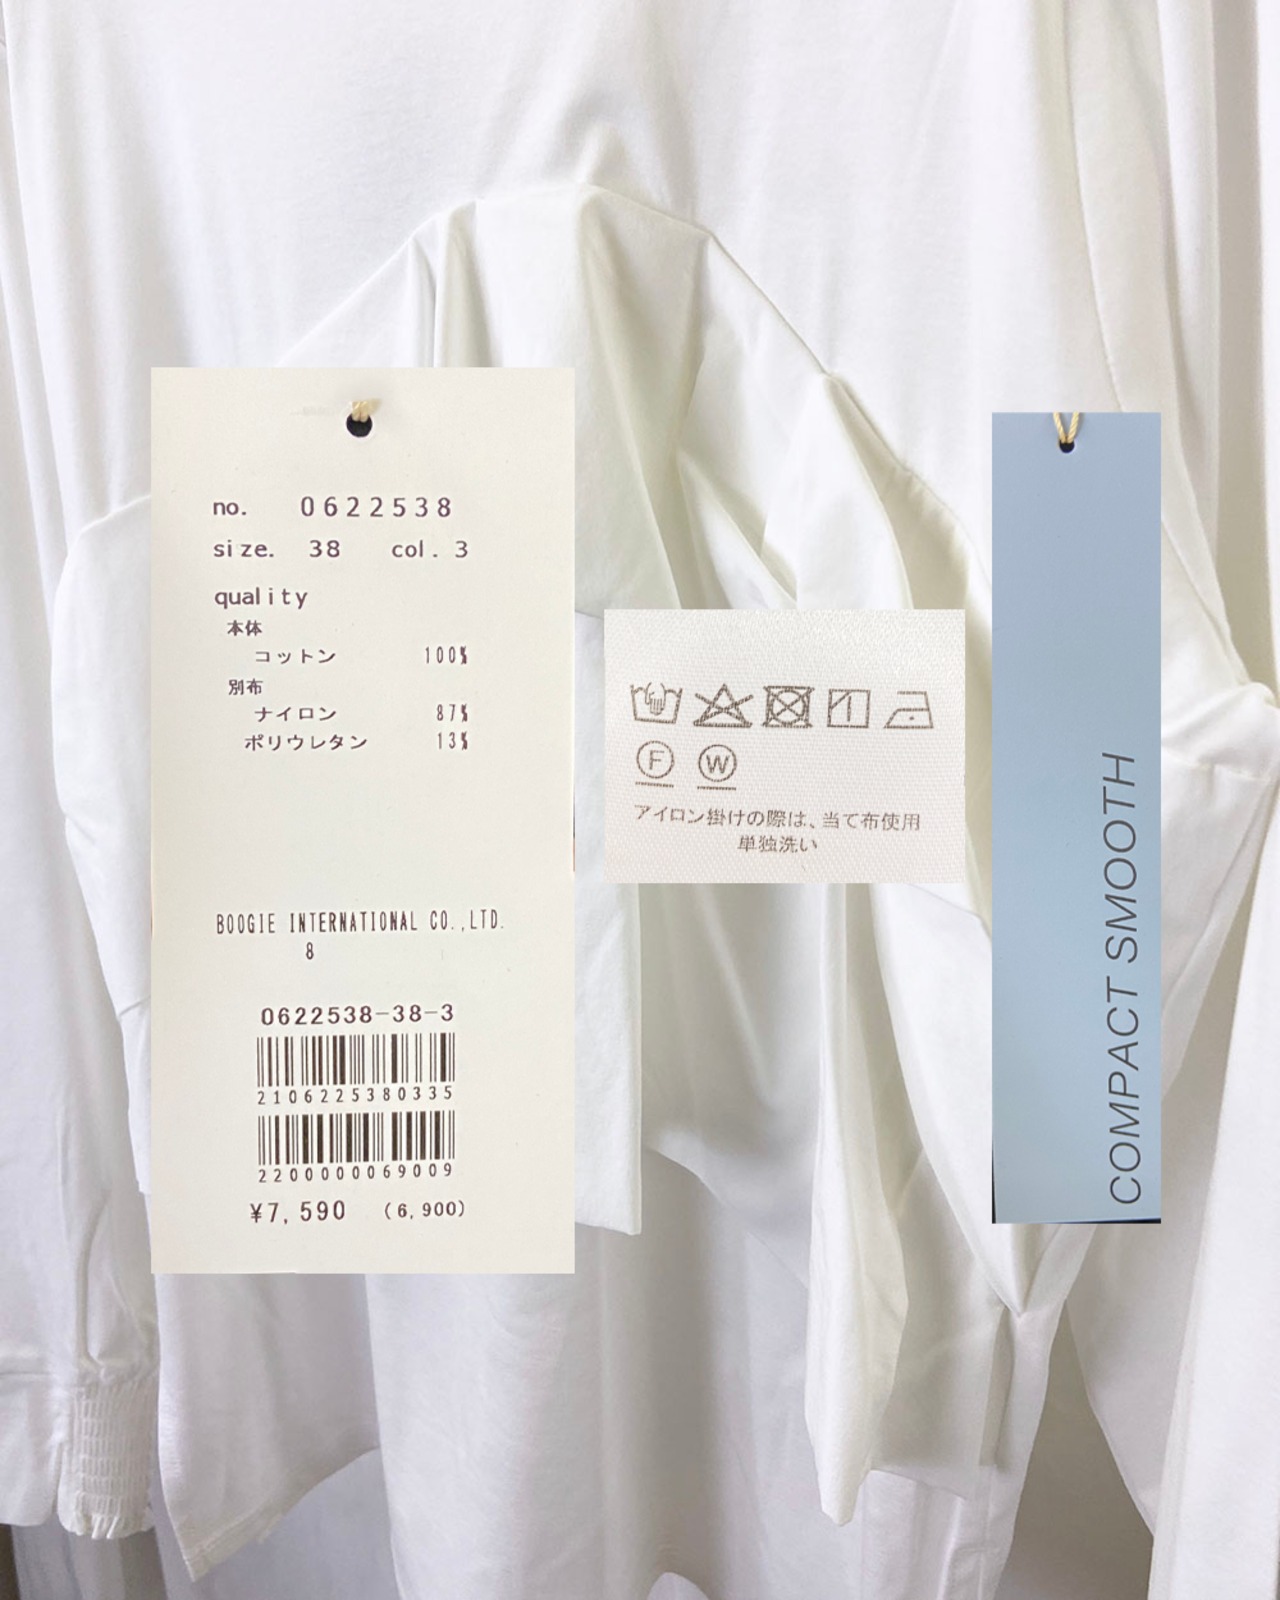 no. 0622538
size. 38 col. 3
quality
本体
コットン 100%
別布
ナイロン 87%
ポリウレタン 13%
BOOGIE INTERNATIONAL CO.,LTD.
8
0622538-38-3
2106225380335
2200000069009
¥7,590 (6,900)
F W
アイロン掛けの際は、当て布使用
単独洗い
COMPACT SMOOTH